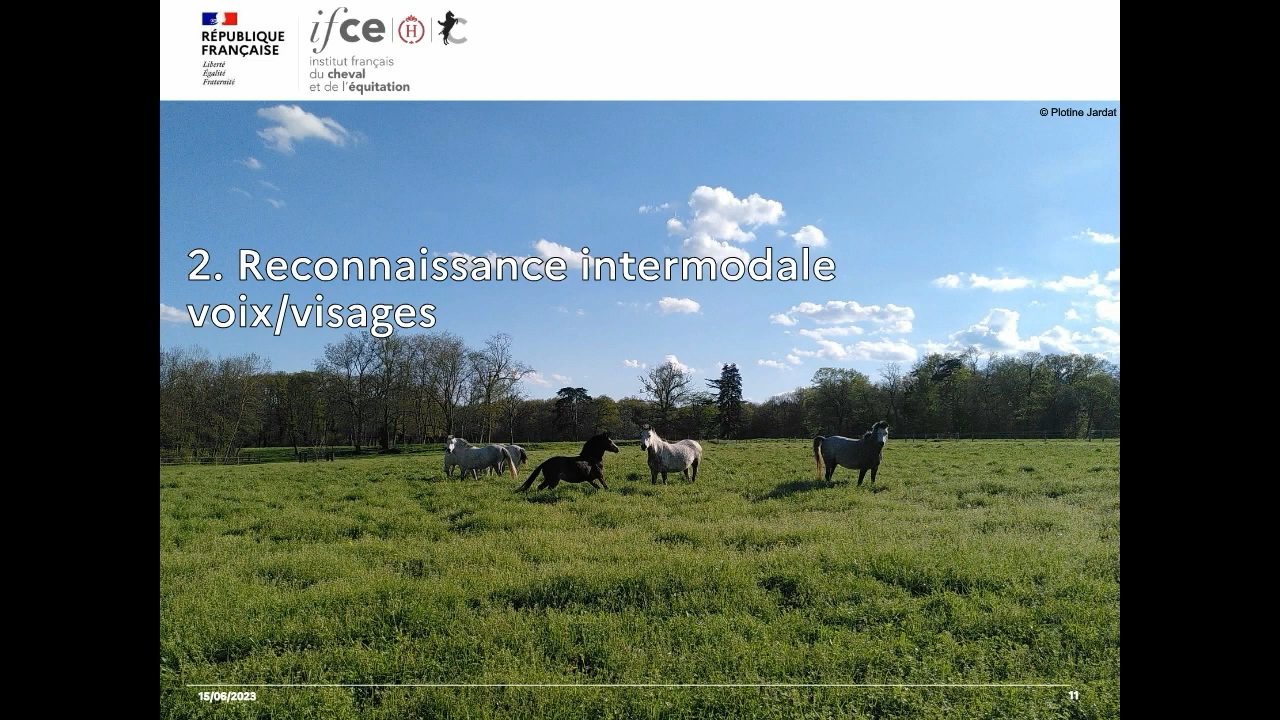 RÉPUBLIQUE
FRANÇAISE
Liberté
Égalité
Fraternité
ifce
H
institut français
du cheval
et de l'équitation
© Plotine Jardat
2. Reconnaissance intermodale
voix/visages
15/06/2023
11